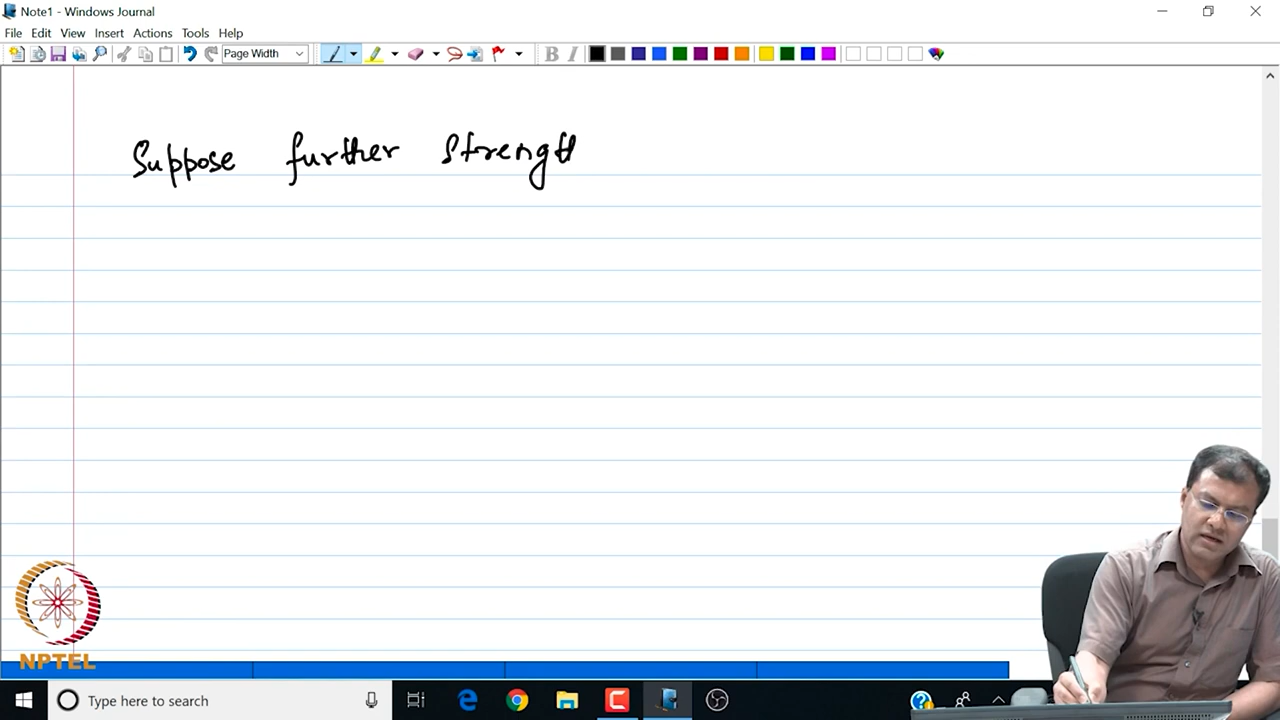 Note1 - Windows Journal
File Edit View Insert Actions Tools Help
Page Width B I
Suppose further Strengt
NPTEL
Type here to search